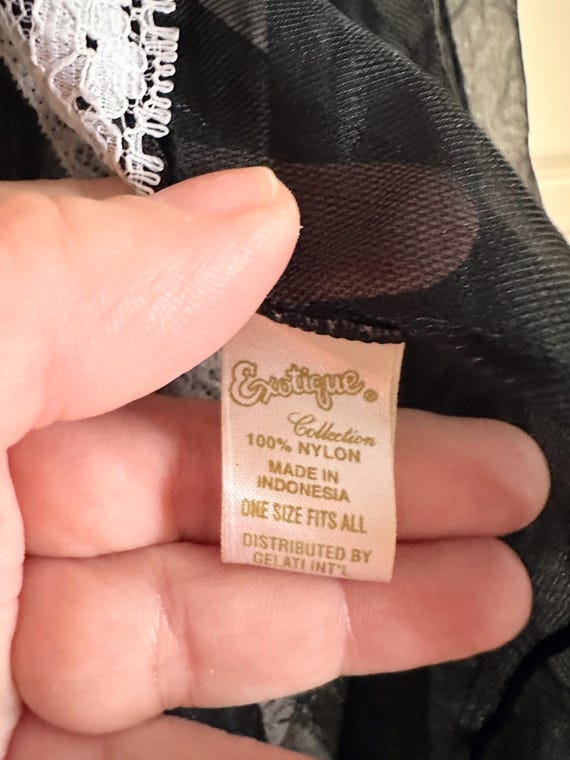 Exotique®
Collection
100% NYLON
MADE IN
INDONESIA
ONE SIZE FITS ALL
DISTRIBUTED BY
GELATI INT'L